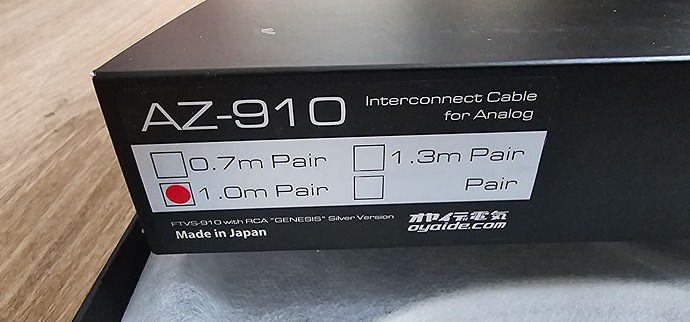 AZ-910 Interconnect Cable
for Analog
0.7m Pair 1.3m Pair
1.0m Pair Pair
FTVS-910 with RCA "GENESIS" Silver Version
Made in Japan
オヤイデ電気
oyaide.com